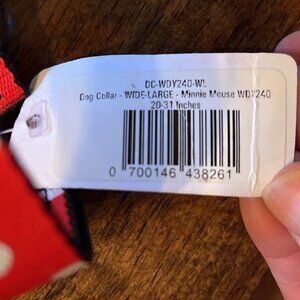 DC-WDY240-WL
Dog Collar - WIDE-LARGE - Minnie Mouse WDY240
20-31 Inches
0 700146 438261